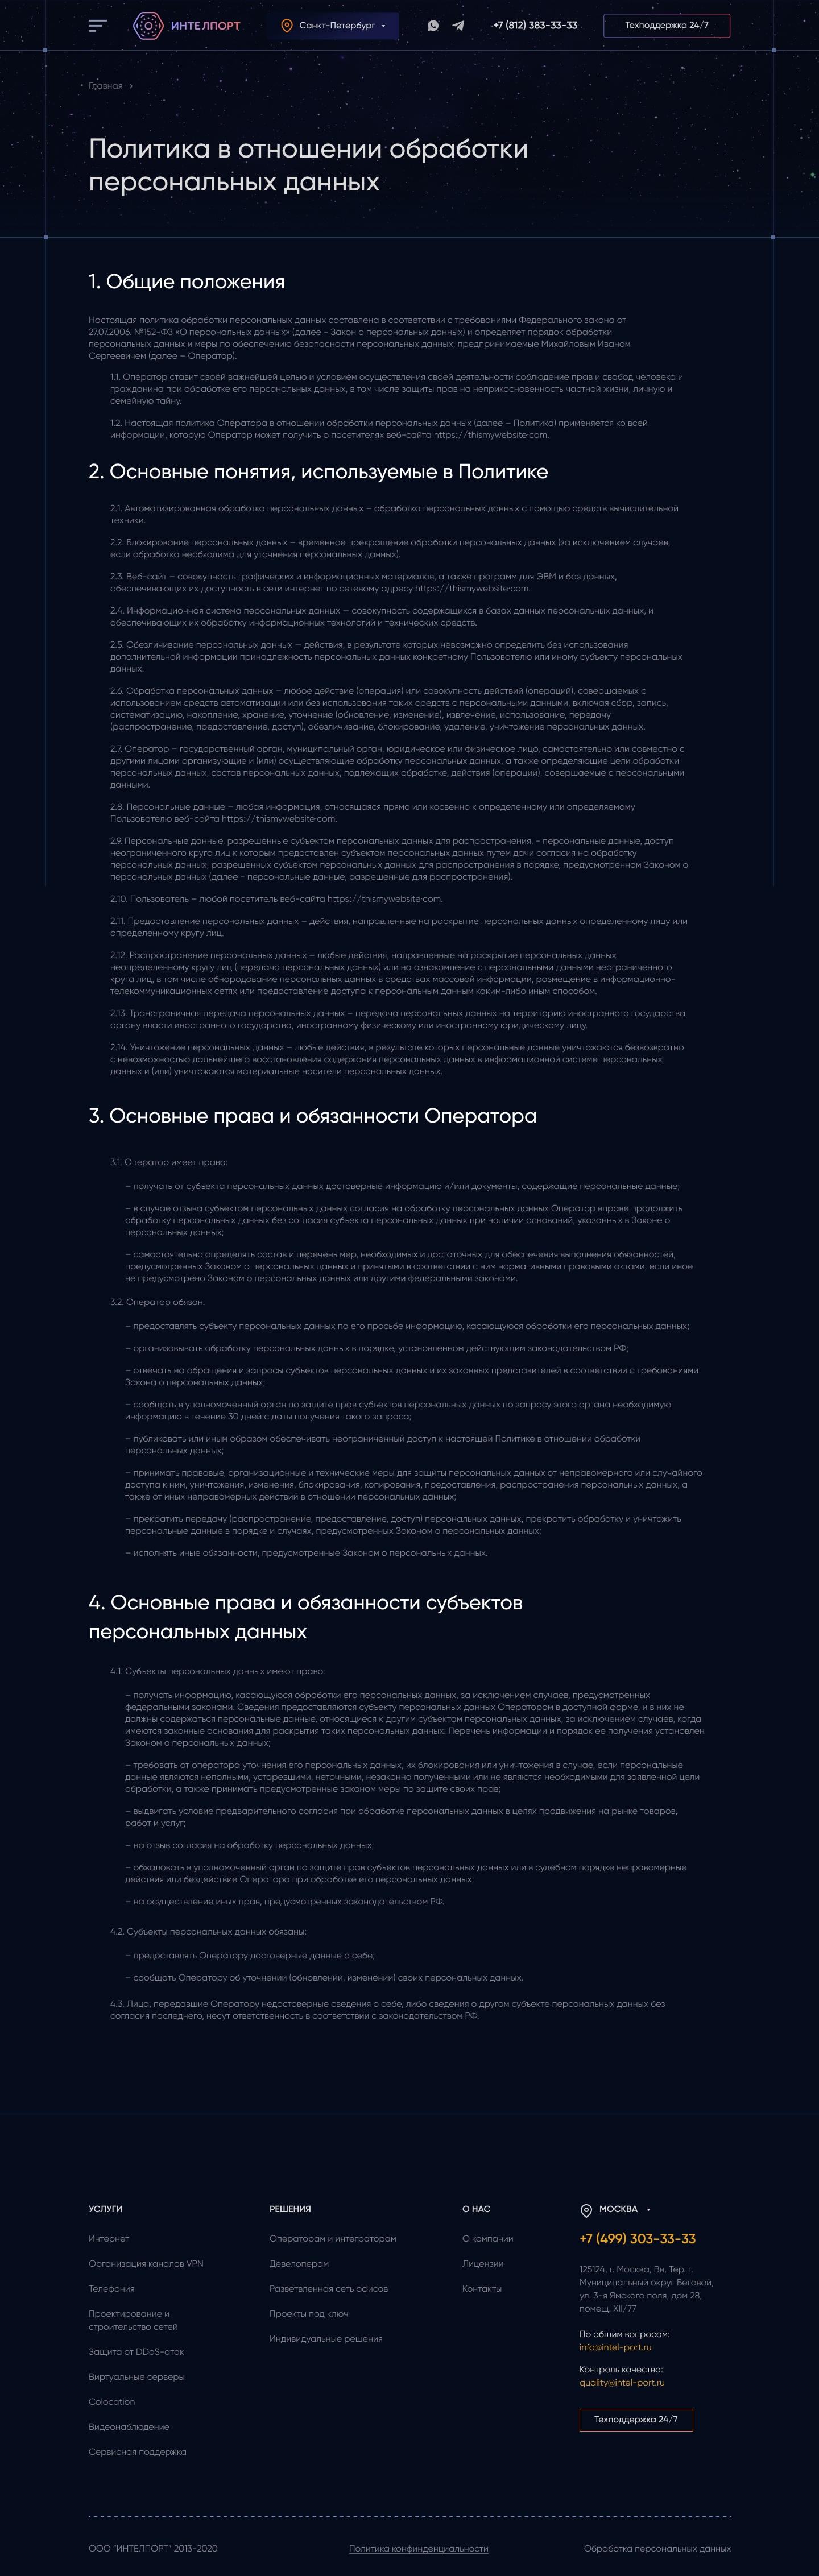 ИНТЕЛПОРТ
Санкт-Петербург
+7 (812) 383-33-33
Техподдержка 24/7
Главная
Политика в отношении обработки
персональных данных
1. Общие положения
Настоящая политика обработки персональных данных составлена в соответствии с требованиями Федерального закона от
27.07.2006. №152-ФЗ «О персональных данных» (далее - Закон о персональных данных) и определяет порядок обработки
персональных данных и меры по обеспечению безопасности персональных данных, предпринимаемые Михайловым Иваном
Сергеевичем (далее – Оператор).
1.1. Оператор ставит своей важнейшей целью и условием осуществления своей деятельности соблюдение прав и свобод человека и
гражданина при обработке его персональных данных, в том числе защиты прав на неприкосновенность частной жизни, личную и
семейную тайну.
1.2. Настоящая политика Оператора в отношении обработки персональных данных (далее – Политика) применяется ко всей
информации, которую Оператор может получить о посетителях веб-сайта https://thismywebsite·com.
2. Основные понятия, используемые в Политике
2.1. Автоматизированная обработка персональных данных – обработка персональных данных с помощью средств вычислительной
техники.
2.2. Блокирование персональных данных – временное прекращение обработки персональных данных (за исключением случаев,
если обработка необходима для уточнения персональных данных).
2.3. Веб-сайт – совокупность графических и информационных материалов, а также программ для ЭВМ и баз данных,
обеспечивающих их доступность в сети интернет по сетевому адресу https://thismywebsite·com.
2.4. Информационная система персональных данных — совокупность содержащихся в базах данных персональных данных, и
обеспечивающих их обработку информационных технологий и технических средств.
2.5. Обезличивание персональных данных — действия, в результате которых невозможно определить без использования
дополнительной информации принадлежность персональных данных конкретному Пользователю или иному субъекту персональных
данных.
2.6. Обработка персональных данных – любое действие (операция) или совокупность действий (операций), совершаемых с
использованием средств автоматизации или без использования таких средств с персональными данными, включая сбор, запись,
систематизацию, накопление, хранение, уточнение (обновление, изменение), извлечение, использование, передачу
(распространение, предоставление, доступ), обезличивание, блокирование, удаление, уничтожение персональных данных.
2.7. Оператор – государственный орган, муниципальный орган, юридическое или физическое лицо, самостоятельно или совместно с
другими лицами организующие и (или) осуществляющие обработку персональных данных, а также определяющие цели обработки
персональных данных, состав персональных данных, подлежащих обработке, действия (операции), совершаемые с персональными
данными.
2.8. Персональные данные – любая информация, относящаяся прямо или косвенно к определенному или определяемому
Пользователю веб-сайта https://thismywebsite·com.
2.9. Персональные данные, разрешенные субъектом персональных данных для распространения, - персональные данные, доступ
неограниченного круга лиц к которым предоставлен субъектом персональных данных путем дачи согласия на обработку
персональных данных, разрешенных субъектом персональных данных для распространения в порядке, предусмотренном Законом о
персональных данных (далее - персональные данные, разрешенные для распространения).
2.10. Пользователь – любой посетитель веб-сайта https://thismywebsite·com.
2.11. Предоставление персональных данных – действия, направленные на раскрытие персональных данных определенному лицу или
определенному кругу лиц.
2.12. Распространение персональных данных – любые действия, направленные на раскрытие персональных данных
неопределенному кругу лиц (передача персональных данных) или на ознакомление с персональными данными неограниченного
круга лиц, в том числе обнародование персональных данных в средствах массовой информации, размещение в информационно-
телекоммуникационных сетях или предоставление доступа к персональным данным каким-либо иным способом.
2.13. Трансграничная передача персональных данных – передача персональных данных на территорию иностранного государства
органу власти иностранного государства, иностранному физическому или иностранному юридическому лицу.
2.14. Уничтожение персональных данных – любые действия, в результате которых персональные данные уничтожаются безвозвратно
с невозможностью дальнейшего восстановления содержания персональных данных в информационной системе персональных
данных и (или) уничтожаются материальные носители персональных данных.
3. Основные права и обязанности Оператора
3.1. Оператор имеет право:
– получать от субъекта персональных данных достоверные информацию и/или документы, содержащие персональные данные;
– в случае отзыва субъектом персональных данных согласия на обработку персональных данных Оператор вправе продолжить
обработку персональных данных без согласия субъекта персональных данных при наличии оснований, указанных в Законе о
персональных данных;
– самостоятельно определять состав и перечень мер, необходимых и достаточных для обеспечения выполнения обязанностей,
предусмотренных Законом о персональных данных и принятыми в соответствии с ним нормативными правовыми актами, если иное
не предусмотрено Законом о персональных данных или другими федеральными законами.
3.2. Оператор обязан:
– предоставлять субъекту персональных данных по его просьбе информацию, касающуюся обработки его персональных данных;
– организовывать обработку персональных данных в порядке, установленном действующим законодательством РФ;
– отвечать на обращения и запросы субъектов персональных данных и их законных представителей в соответствии с требованиями
Закона о персональных данных;
– сообщать в уполномоченный орган по защите прав субъектов персональных данных по запросу этого органа необходимую
информацию в течение 30 дней с даты получения такого запроса;
– публиковать или иным образом обеспечивать неограниченный доступ к настоящей Политике в отношении обработки
персональных данных;
– принимать правовые, организационные и технические меры для защиты персональных данных от неправомерного или случайного
доступа к ним, уничтожения, изменения, блокирования, копирования, предоставления, распространения персональных данных, а
также от иных неправомерных действий в отношении персональных данных;
– прекратить передачу (распространение, предоставление, доступ) персональных данных, прекратить обработку и уничтожить
персональные данные в порядке и случаях, предусмотренных Законом о персональных данных;
– исполнять иные обязанности, предусмотренные Законом о персональных данных.
4. Основные права и обязанности субъектов
персональных данных
4.1. Субъекты персональных данных имеют право:
– получать информацию, касающуюся обработки его персональных данных, за исключением случаев, предусмотренных
федеральными законами. Сведения предоставляются субъекту персональных данных Оператором в доступной форме, и в них не
должны содержаться персональные данные, относящиеся к другим субъектам персональных данных, за исключением случаев, когда
имеются законные основания для раскрытия таких персональных данных. Перечень информации и порядок ее получения установлен
Законом о персональных данных;
– требовать от оператора уточнения его персональных данных, их блокирования или уничтожения в случае, если персональные
данные являются неполными, устаревшими, неточными, незаконно полученными или не являются необходимыми для заявленной цели
обработки, а также принимать предусмотренные законом меры по защите своих прав;
– выдвигать условие предварительного согласия при обработке персональных данных в целях продвижения на рынке товаров,
работ и услуг;
– на отзыв согласия на обработку персональных данных;
– обжаловать в уполномоченный орган по защите прав субъектов персональных данных или в судебном порядке неправомерные
действия или бездействие Оператора при обработке его персональных данных;
– на осуществление иных прав, предусмотренных законодательством РФ.
4.2. Субъекты персональных данных обязаны:
– предоставлять Оператору достоверные данные о себе;
– сообщать Оператору об уточнении (обновлении, изменении) своих персональных данных.
4.3. Лица, передавшие Оператору недостоверные сведения о себе, либо сведения о другом субъекте персональных данных без
согласия последнего, несут ответственность в соответствии с законодательством РФ.
УСЛУГИ
Интернет
Организация каналов VPN
Телефония
Проектирование и
строительство сетей
Защита от DDoS-атак
Виртуальные серверы
Colocation
Видеонаблюдение
Сервисная поддержка
РЕШЕНИЯ
Операторам и интеграторам
Девелоперам
Разветвленная сеть офисов
Проекты под ключ
Индивидуальные решения
О НАС
О компании
Лицензии
Контакты
МОСКВА
+7 (499) 303-33-33
125124, г. Москва, Вн. Тер. г.
Муниципальный округ Беговой,
ул. 3-я Ямского поля, дом 28,
помещ. XII/77
По общим вопросам:
info@intel-port.ru
Контроль качества:
quality@intel-port.ru
Техподдержка 24/7
ООО "ИНТЕЛПОРТ" 2013-2020
Политика конфинденциальности
Обработка персональных данных